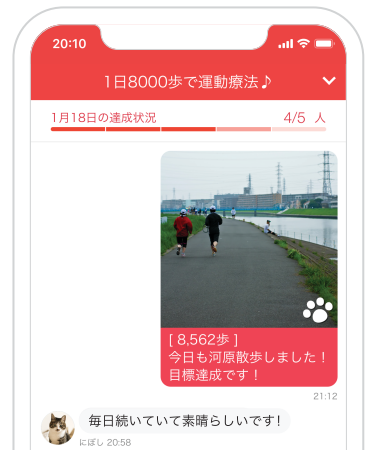 20:10
1日8000歩で運動療法♪
1月18日の達成状況
4/5 人
[ 8,562歩 ]
今日も河原散歩しました！
目標達成です！
21:12
毎日続いていて素晴らしいです！
にぼし 20:58